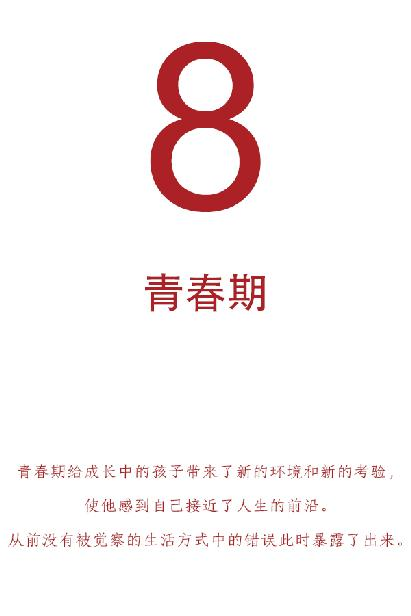 8
青春期
青春期给成长中的孩子带来了新的环境和新的考验，
使他感到自己接近了人生的前沿。
从前没有被觉察的生活方式中的错误此时暴露了出来。